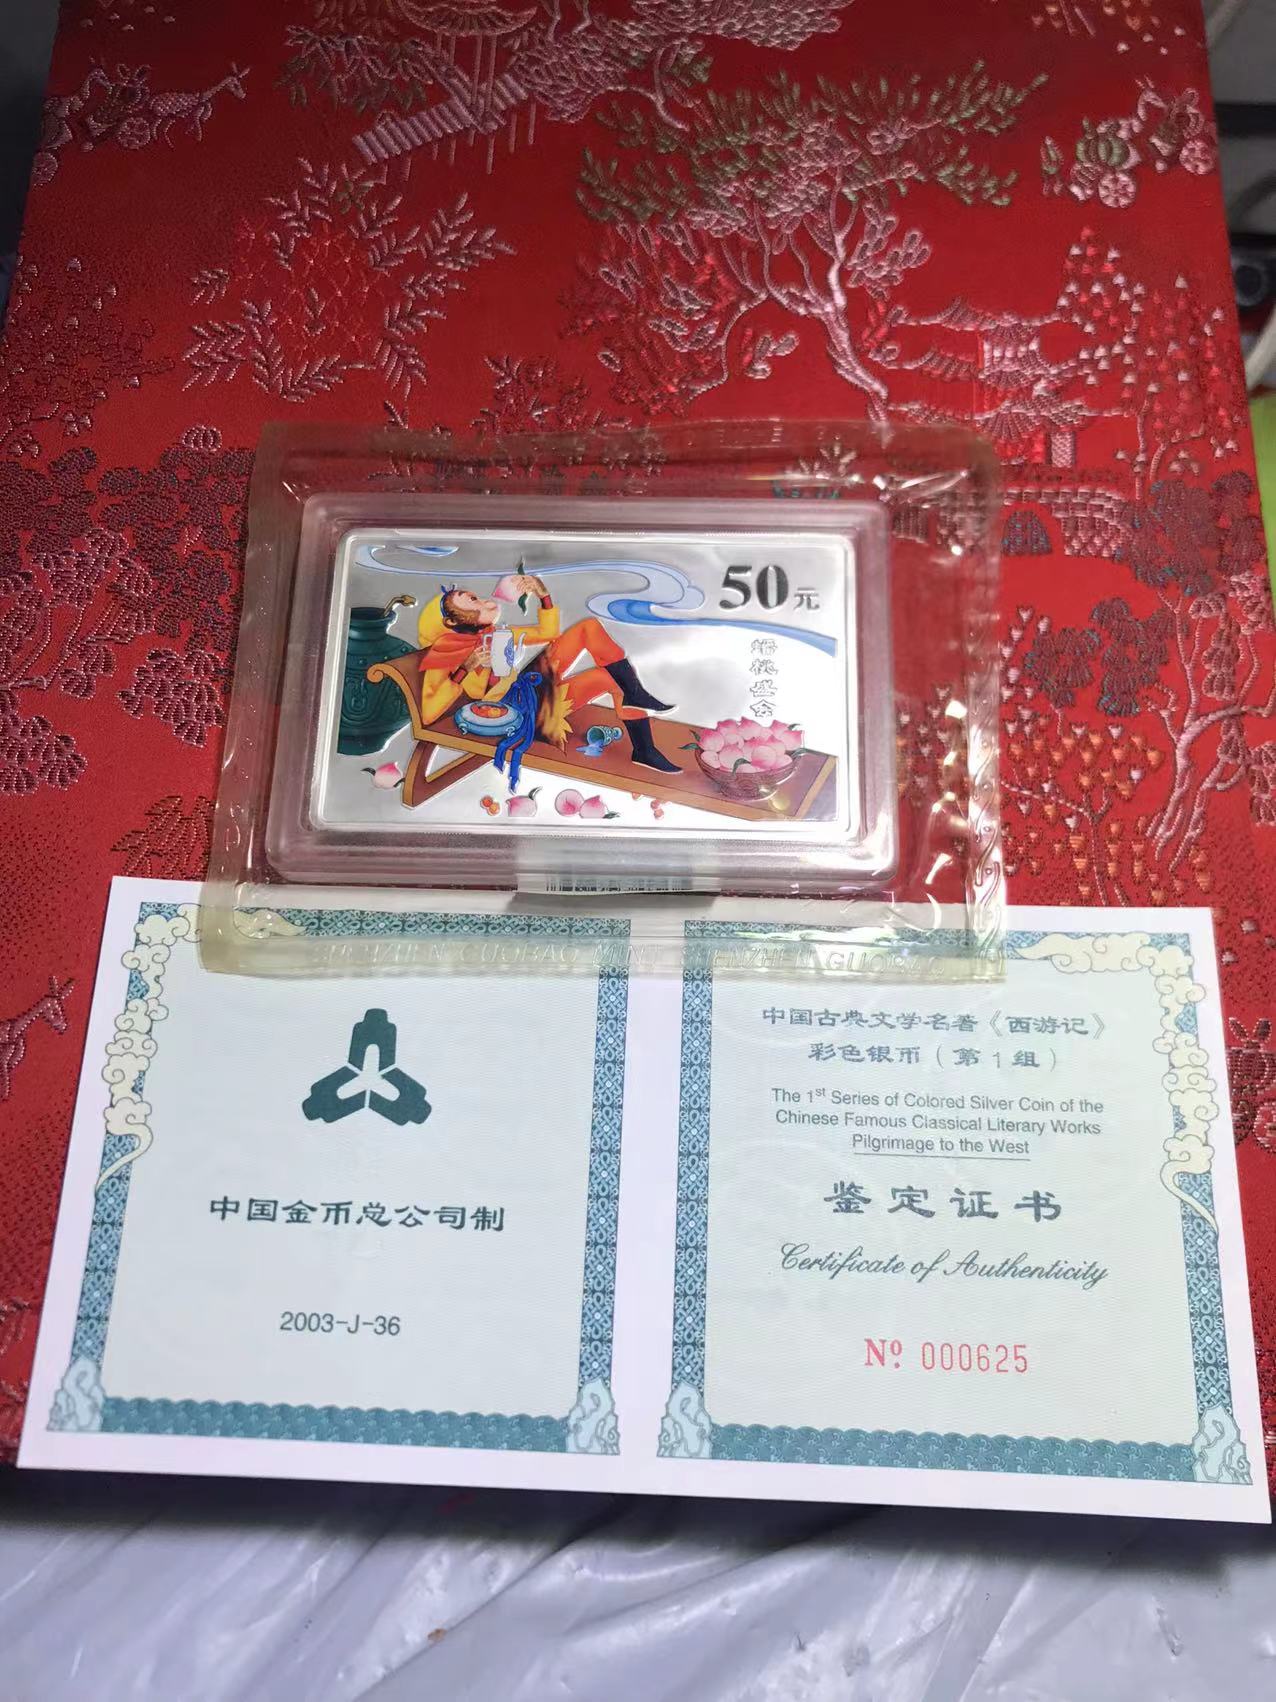 50元
蟠桃盛会
SHENZHEN GUOBAO MINT SHENZHEN GUOBAO
中国金币总公司制
2003-J-36
中国古典文学名著《西游记》
彩色银币（第1组）
The 1st Series of Colored Silver Coin of the
Chinese Famous Classical Literary Works
Pilgrimage to the West
鉴定证书
Certificate of Authenticity
Nº 000625